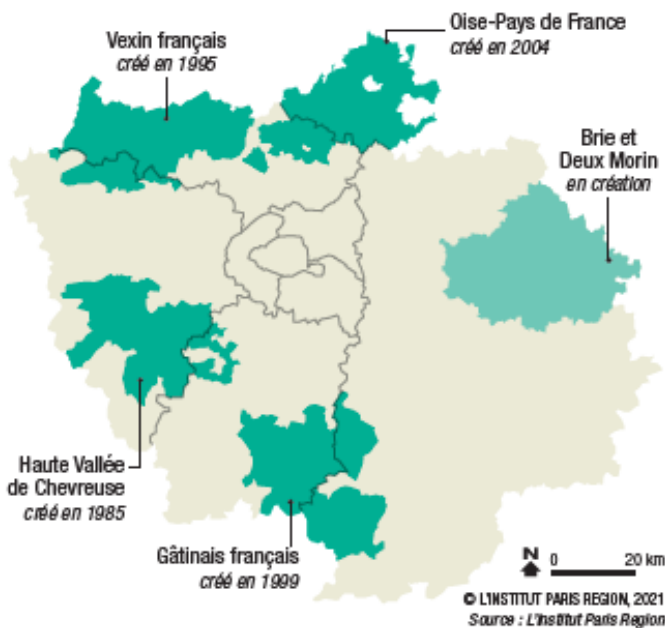 Vexin français
créé en 1995
Oise-Pays de France
créé en 2004
Brie et
Deux Morin
en création
Haute Vallée
de Chevreuse
créé en 1985
Gâtinais français
créé en 1999
N
0 20 km
© L'INSTITUT PARIS REGION, 2021
Source : L'Institut Paris Region